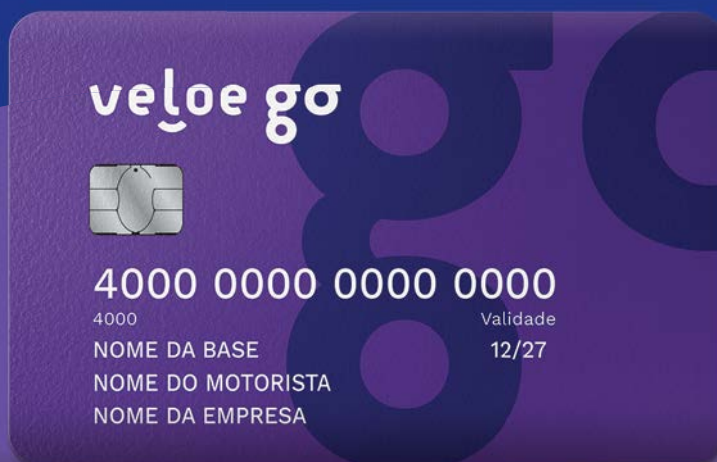 veloe go
go
4000 0000 0000 0000
4000 Validade
NOME DA BASE 12/27
NOME DO MOTORISTA
NOME DA EMPRESA